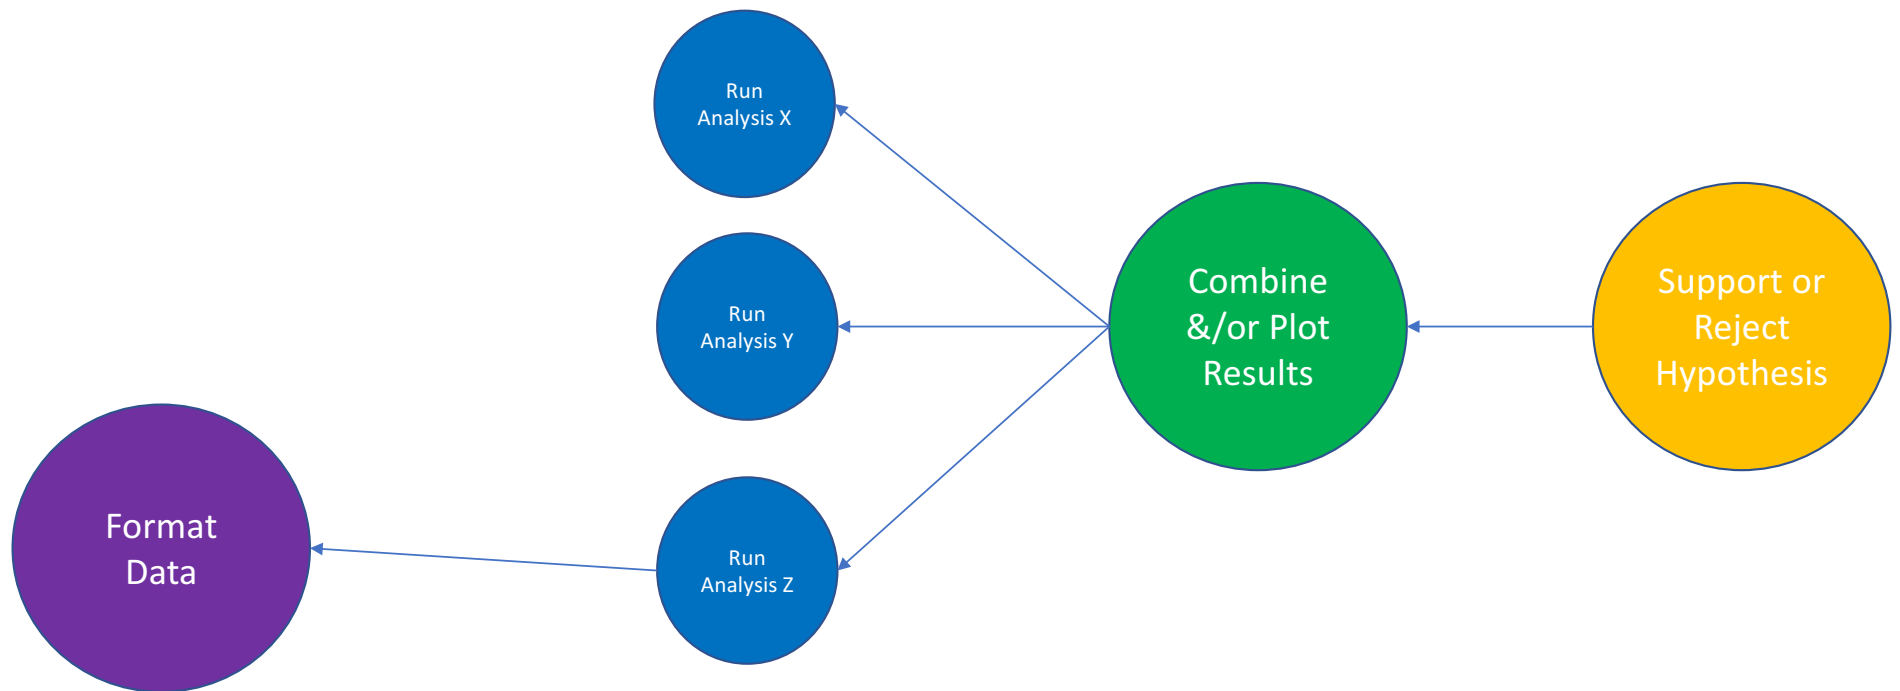 Run
Analysis X
Run
Analysis Y
Run
Analysis Z
Format
Data
Combine
&/or Plot
Results
Support or
Reject
Hypothesis